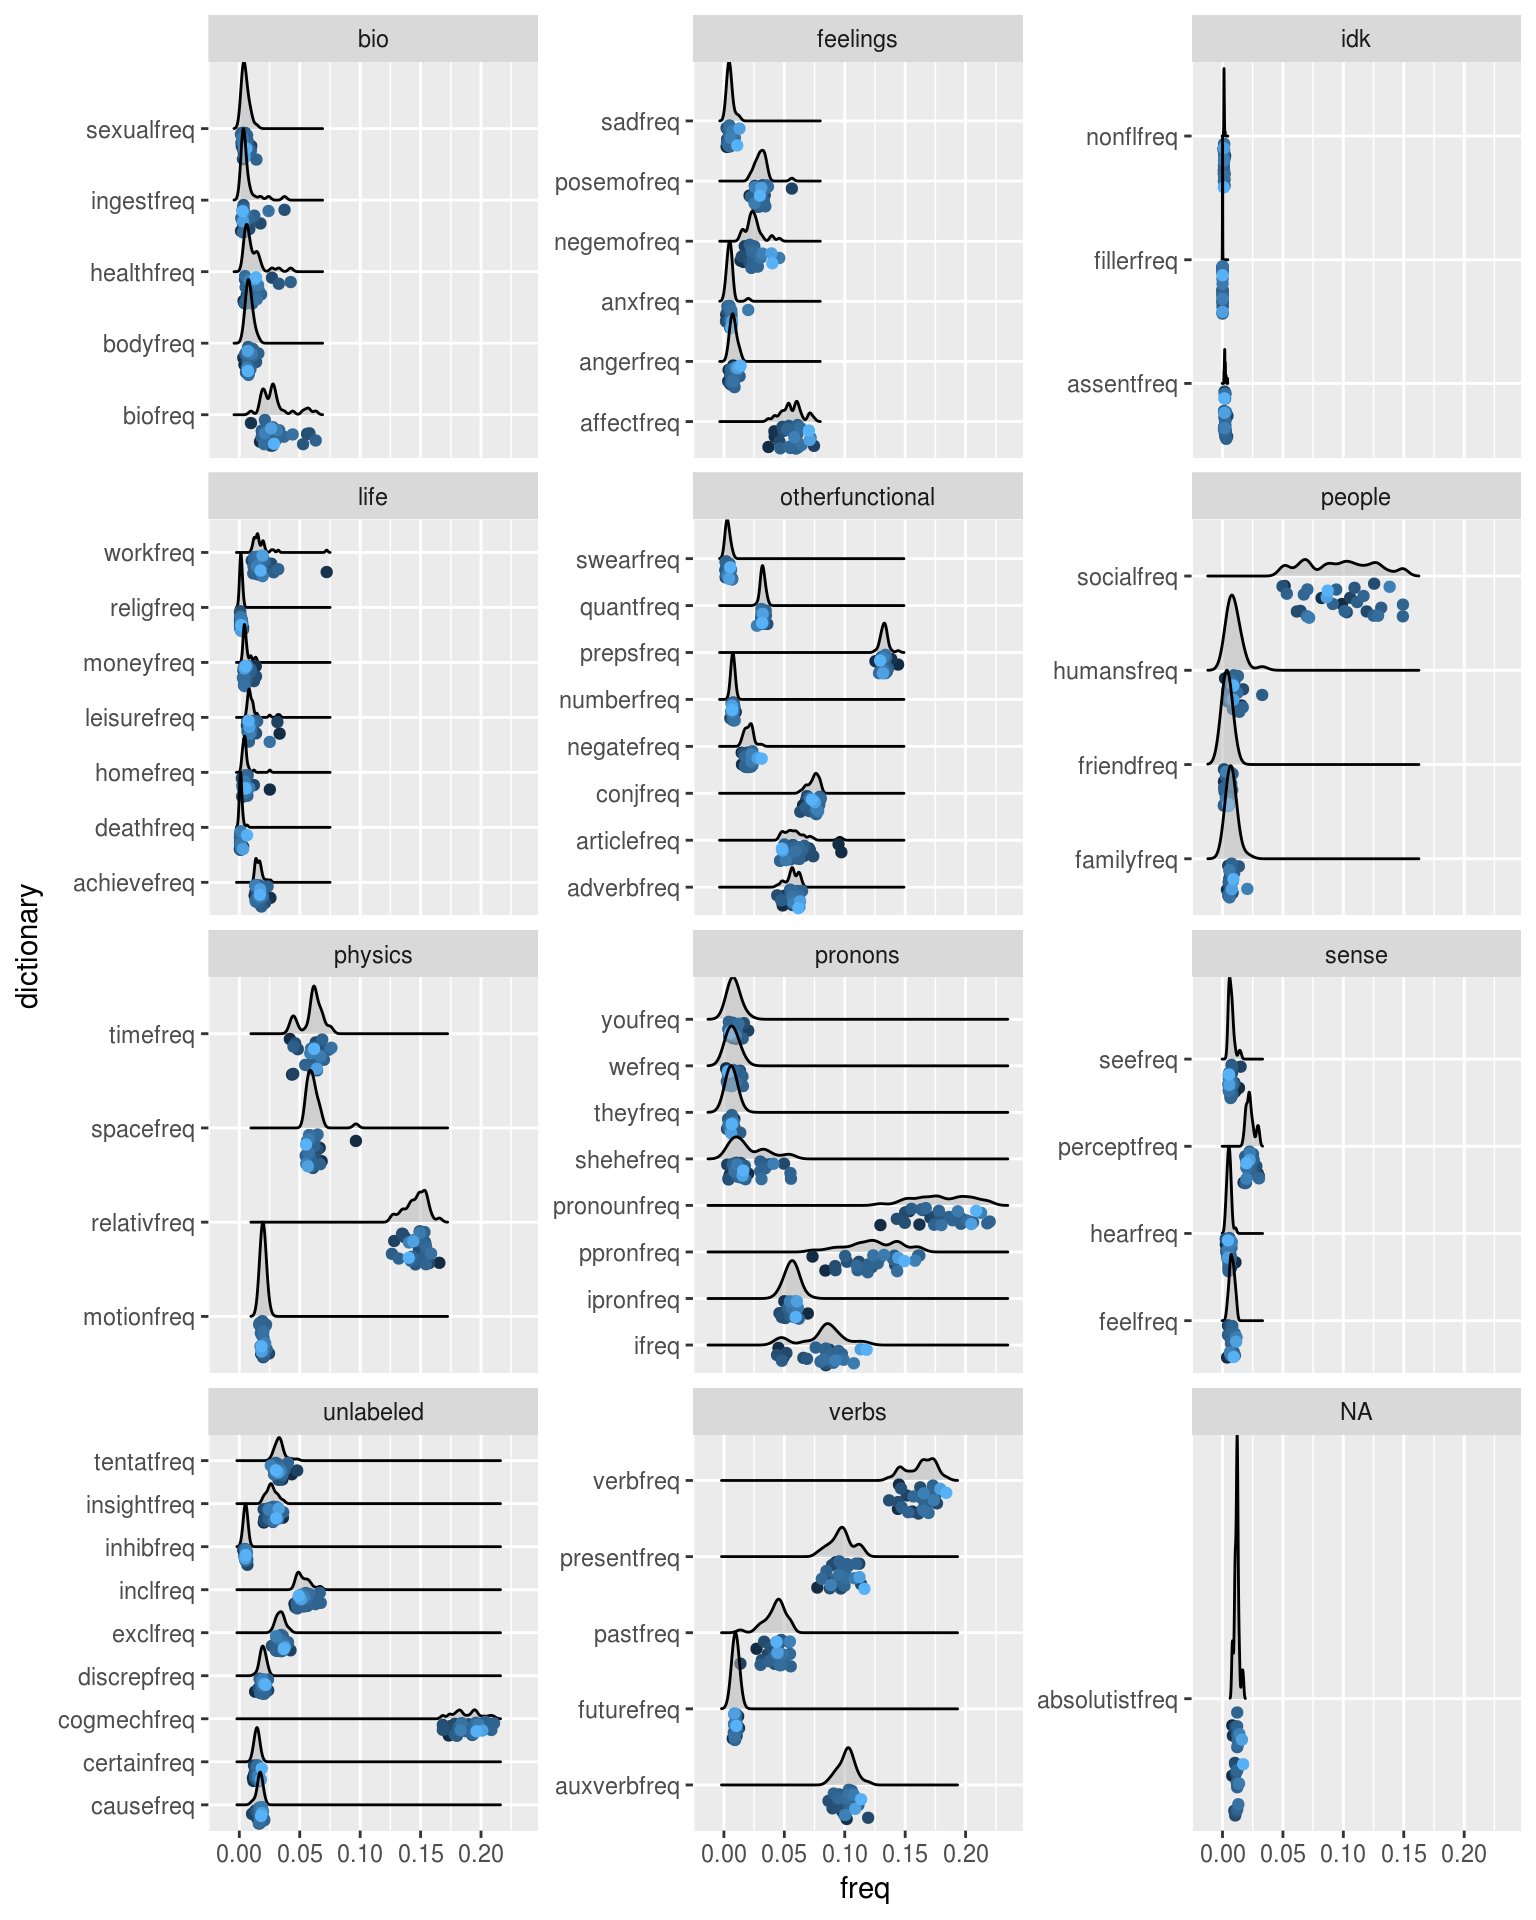 bio
sexualfreq
ingestfreq
healthfreq
bodyfreq
biofreq
feelings
sadfreq
posemofreq
negemofreq
anxfreq
angerfreq
affectfreq
idk
nonflfreq
fillerfreq
assentfreq
life
workfreq
religfreq
moneyfreq
leisurefreq
homefreq
deathfreq
achievefreq
otherfunctional
swearfreq
quantfreq
prepsfreq
numberfreq
negatefreq
conjfreq
articlefreq
adverbfreq
people
socialfreq
humansfreq
friendfreq
familyfreq
dictionary
physics
timefreq
spacefreq
relativfreq
motionfreq
pronons
youfreq
wefreq
theyfreq
shehefreq
pronounfreq
ppronfreq
ipronfreq
ifreq
sense
seefreq
perceptfreq
hearfreq
feelfreq
unlabeled
tentatfreq
insightfreq
inhibfreq
inclfreq
exclfreq
discrepfreq
cogmechfreq
certainfreq
causefreq
verbs
verbfreq
presentfreq
pastfreq
futurefreq
auxverbfreq
NA
absolutistfreq
0.00 0.05 0.10 0.15 0.20
0.00 0.05 0.10 0.15 0.20
0.00 0.05 0.10 0.15 0.20
freq